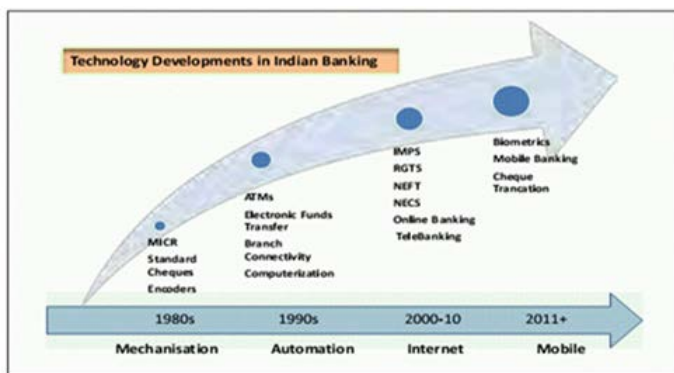 Technology Developments in Indian Banking
MICR
Standard
Cheques
Encoders
ATMs
Electronic Funds
Transfer
Branch
Connectivity
Computerization
IMPS
RGTS
NEFT
NECS
Online Banking
TeleBanking
Biometrics
Mobile Banking
Cheque
Trancation
1980s
1990s
2000-10
2011+
Mechanisation
Automation
Internet
Mobile